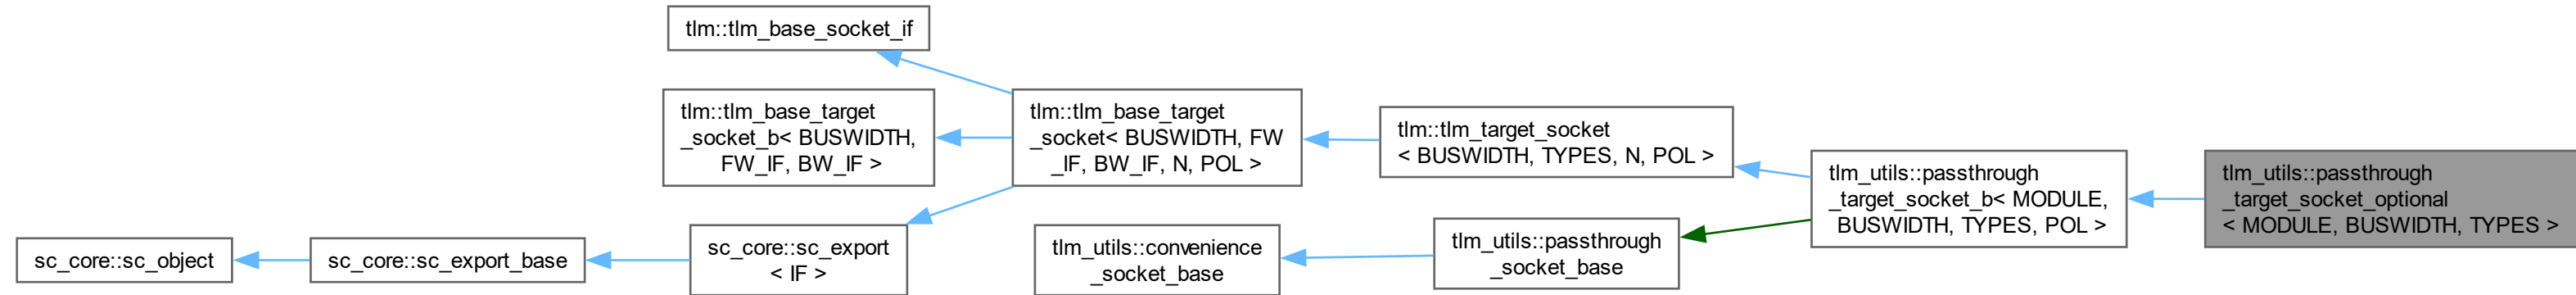 tlm::tlm_base_socket_if
tlm::tlm_base_target
_socket_b< BUSWIDTH,
FW_IF, BW_IF >
tlm::tlm_base_target
_socket< BUSWIDTH, FW
_IF, BW_IF, N, POL >
tlm::tlm_target_socket
< BUSWIDTH, TYPES, N, POL >
tlm_utils::passthrough
_target_socket_b< MODULE,
BUSWIDTH, TYPES, POL >
tlm_utils::passthrough
_target_socket_optional
< MODULE, BUSWIDTH, TYPES >
sc_core::sc_object
sc_core::sc_export_base
sc_core::sc_export
< IF >
tlm_utils::convenience
_socket_base
tlm_utils::passthrough
_socket_base